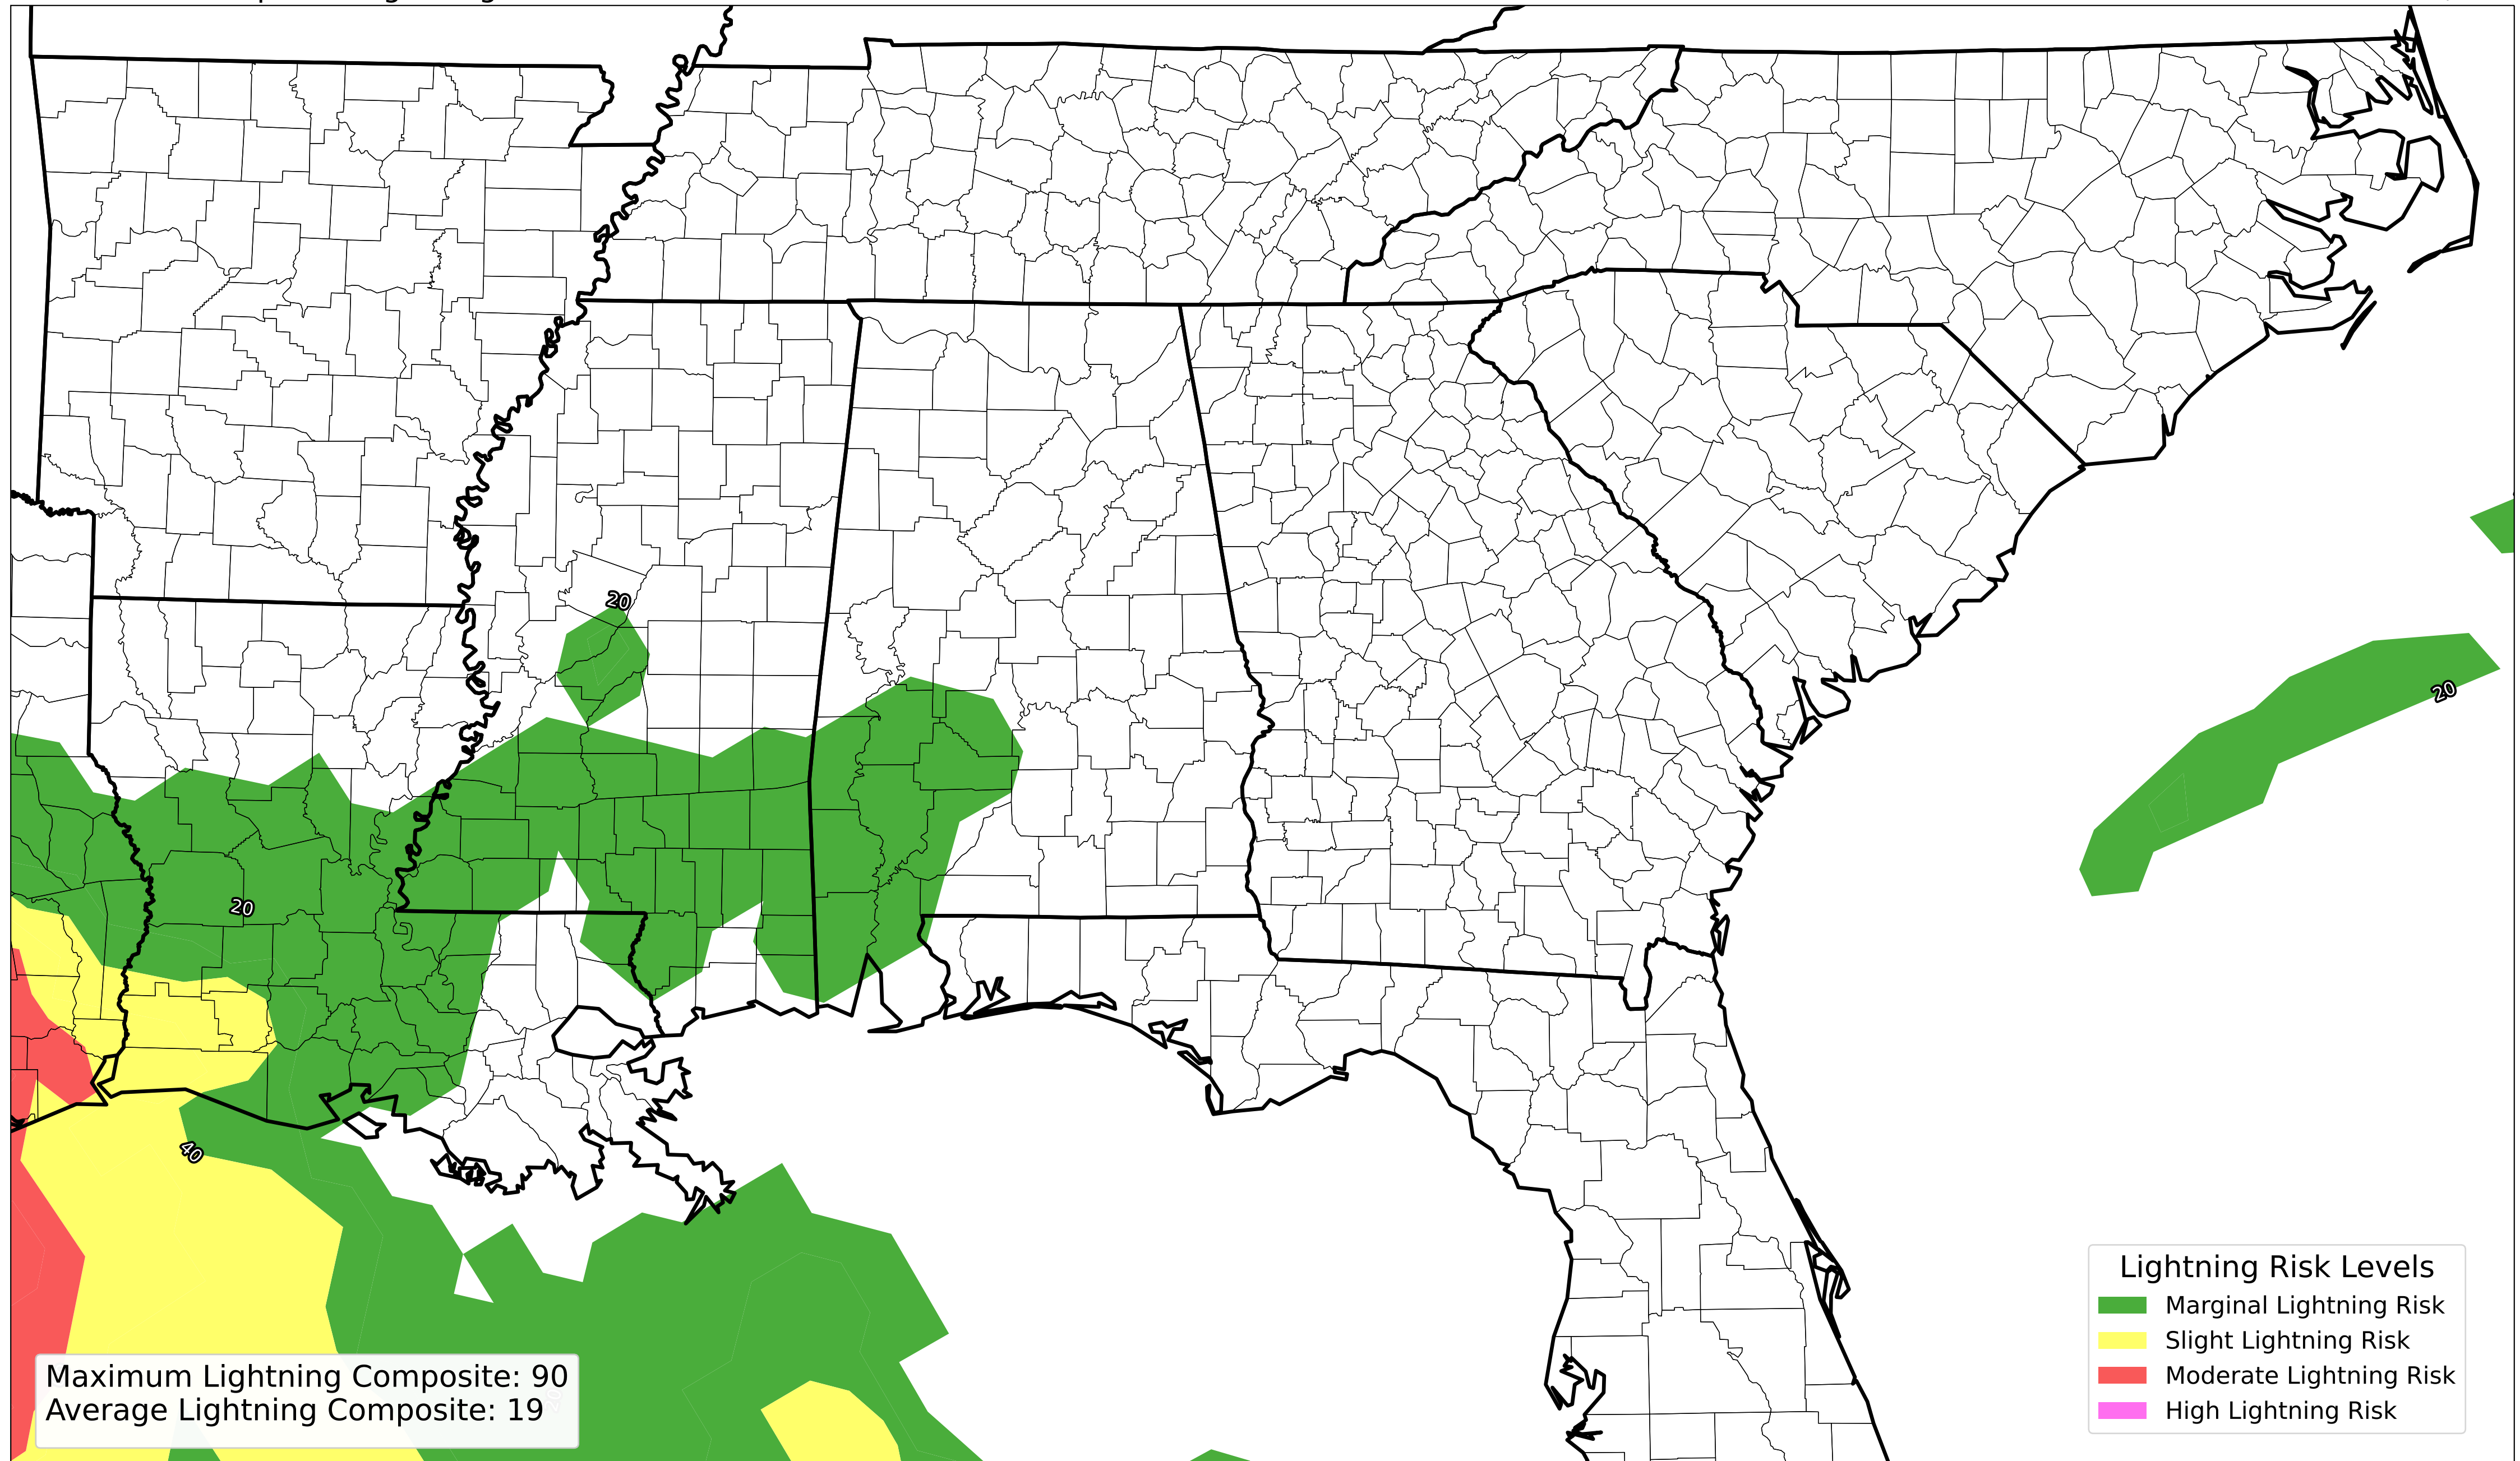 20
20
20
40
Maximum Lightning Composite: 90
Average Lightning Composite: 19
Lightning Risk Levels
Marginal Lightning Risk
Slight Lightning Risk
Moderate Lightning Risk
High Lightning Risk